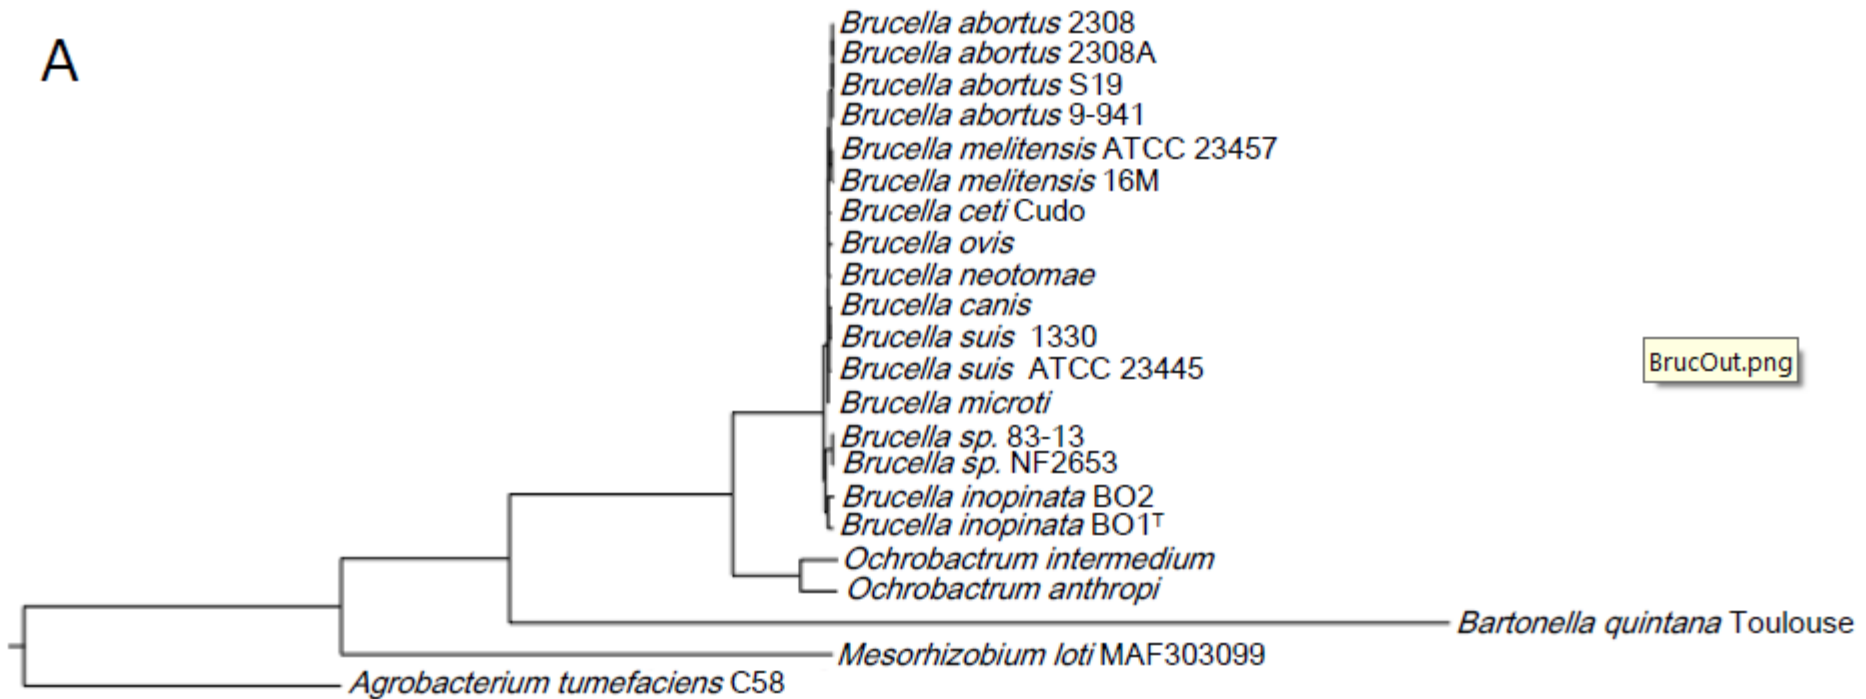 A
Brucella abortus 2308
Brucella abortus 2308A
Brucella abortus S19
Brucella abortus 9-941
Brucella melitensis ATCC 23457
Brucella melitensis 16M
Brucella ceti Cudo
Brucella ovis
Brucella neotomae
Brucella canis
Brucella suis 1330
BrucOut.png
Brucella suis ATCC 23445
Brucella microti
Brucella sp. 83-13
Brucella sp. NF2653
Brucella inopinata BO2
Brucella inopinata BO1ᵀ
Ochrobactrum intermedium
Ochrobactrum anthropi
Bartonella quintana Toulouse
Mesorhizobium loti MAF303099
Agrobacterium tumefaciens C58